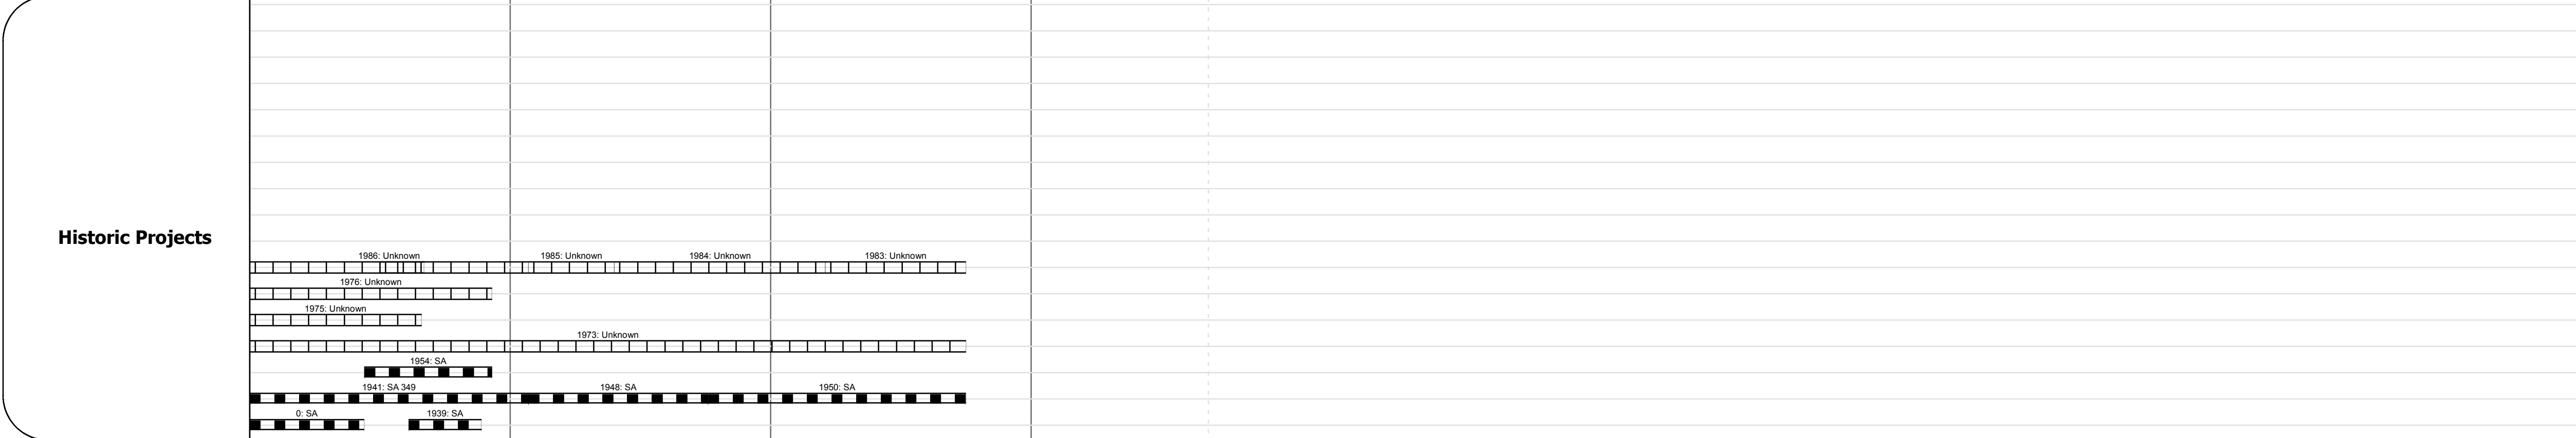 Historic Projects
1986: Unknown 1985: Unknown 1984: Unknown 1983: Unknown
1976: Unknown
1975: Unknown
1973: Unknown
1954: SA
1941: SA 349 1948: SA 1950: SA
0: SA 1939: SA